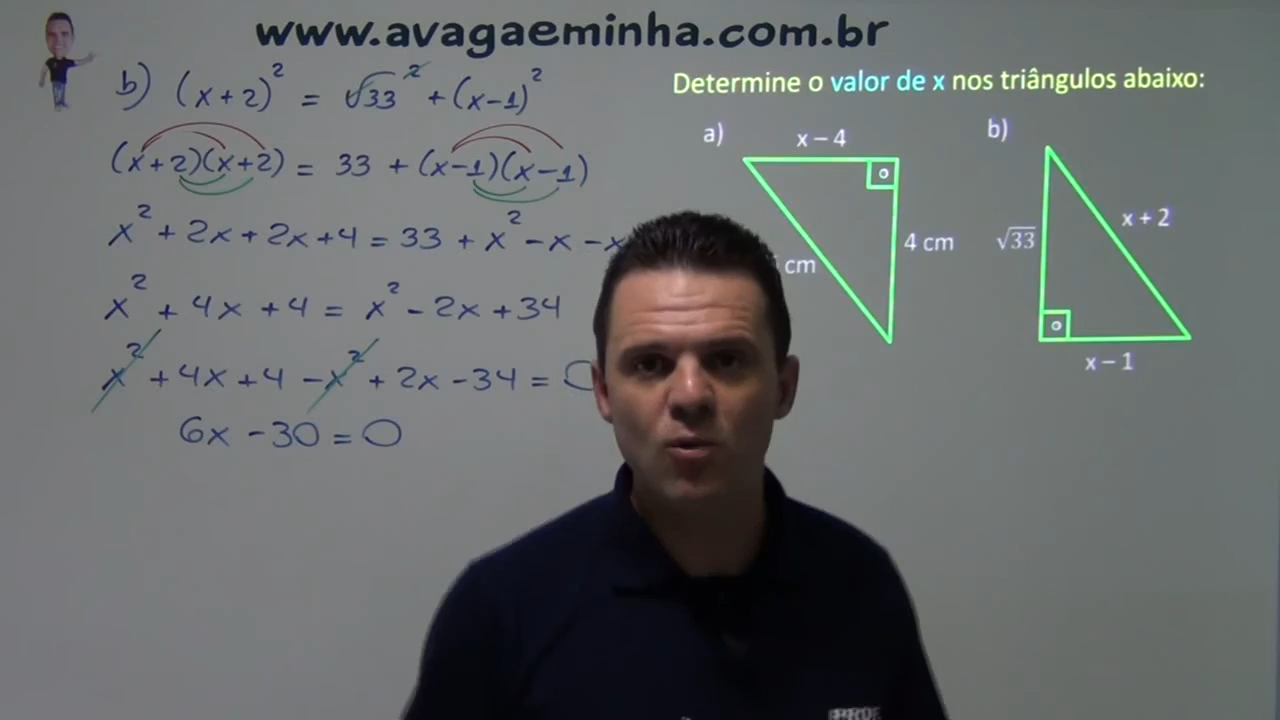 www.avagaeminha.com.br
b) (x+2)² = √33² + (x-1)²
(x+2)(x+2) = 33 + (x-1)(x-1)
x² + 2x + 2x + 4 = 33 + x² - x - x
x² + 4x + 4 = x² - 2x + 34
x² + 4x + 4 - x² + 2x - 34 = 0
6x - 30 = 0
Determine o valor de x nos triângulos abaixo:
a)
x – 4
4 cm
cm
b)
√33
x + 2
x – 1